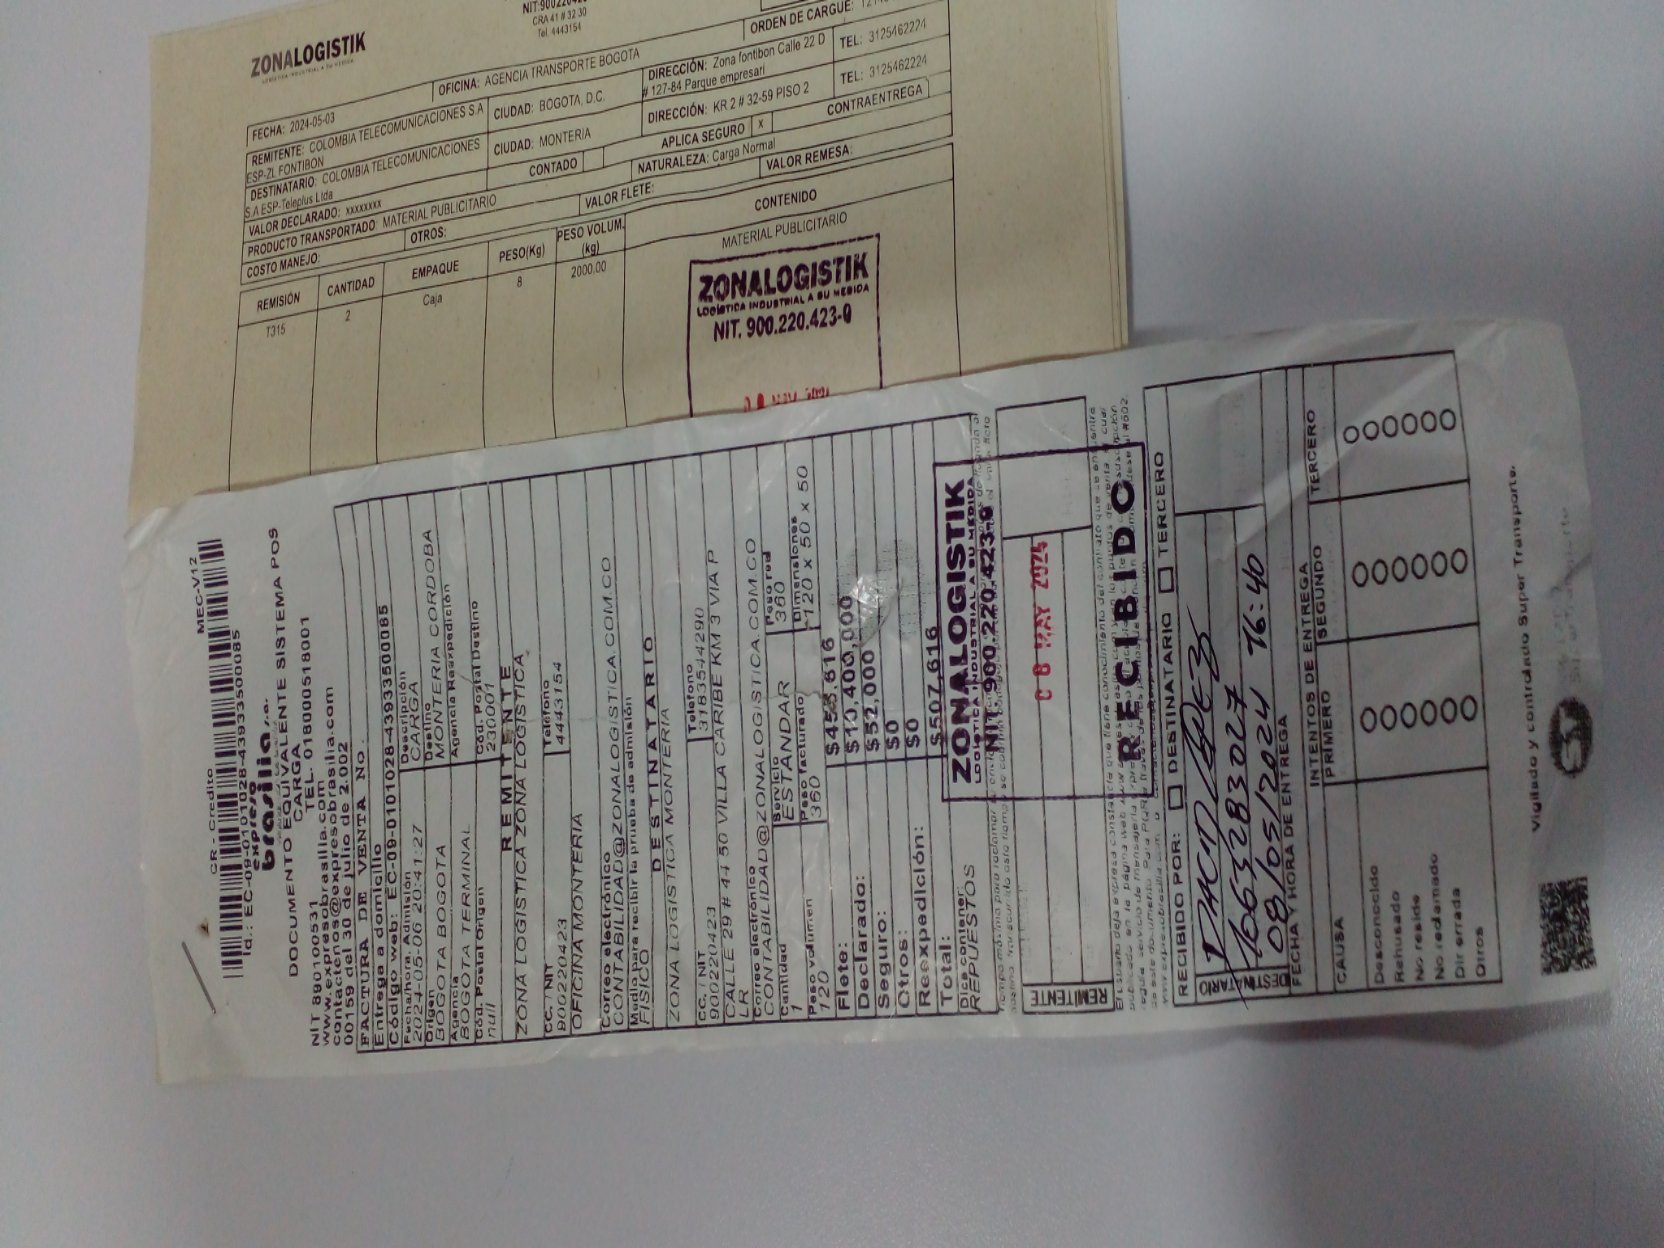 ZONALOGISTIK
CRA 41 # 32 30
Tel. 4443154
ORDEN DE CARGUE:
OFICINA: AGENCIA TRANSPORTE BOGOTA
FECHA: 2024-05-03
REMITENTE: COLOMBIA TELECOMUNICACIONES S.A ESP-ZL FONTIBON
CIUDAD: BOGOTA, D.C.
DIRECCIÓN: Zona fontibon Calle 22 D # 127-84 Parque empresari
TEL: 3125462224
DESTINATARIO: COLOMBIA TELECOMUNICACIONES S.A ESP-Teleplus Ltda
CIUDAD: MONTERIA
DIRECCIÓN: KR 2 # 32-59 PISO 2
TEL: 3125462224
VALOR DECLARADO: xxxxxxxx
CONTADO
APLICA SEGURO X
CONTRAENTREGA
PRODUCTO TRANSPORTADO MATERIAL PUBLICITARIO
NATURALEZA: Carga Normal
COSTO MANEJO:
OTROS:
VALOR FLETE:
VALOR REMESA:
REMISIÓN CANTIDAD EMPAQUE PESO(Kg) PESO VOLUM. (kg) CONTENIDO
T315 2 Caja 8 2000.00 MATERIAL PUBLICITARIO
ZONALOGISTIK
LOGÍSTICA INDUSTRIAL A SU MEDIDA
NIT. 900.220.423-0
CR - Credito MEC-V12
Id.: EC-09-0101028-4393350085
expreso
brasilia s.a.
DOCUMENTO EQUIVALENTE SISTEMA POS
CARGA
NIT 890100531 TEL. 018000518001
www.expresobrasilia.com
contactenos@expresobrasilia.com
00159 del 30 de julio de 2.002
FACTURA DE VENTA No.
Entrega a domicilio
Código web: EC-09-0101028-4393350085
Fecha/hora. Admisión
2024-05-06 20:41:27
Descripción
CARGA
Origen
BOGOTA BOGOTA
Destino
MONTERIA CORDOBA
Agencia
BOGOTA TERMINAL
Agencia Reexpedición
Cód. Postal Origen
null
Cód. Postal Destino
230001
REMITENTE
ZONA LOGISTICA ZONA LOGISTICA
CC. / NIT
900220423
Teléfono
4443154
OFICINA MONTERIA
Correo electrónico
CONTABILIDAD@ZONALOGISTICA.COM.CO
Medio para recibir la prueba de admisión
FISICO
DESTINATARIO
ZONA LOGISTICA MONTERIA
CC. / NIT
900220423
Teléfono
3183544290
CALLE 29 # 44 50 VILLA CARIBE KM 3 VIA P
LR
Correo electrónico
CONTABILIDAD@ZONALOGISTICA.COM.CO
Cantidad
1
Servicio
ESTANDAR
Peso red
360
Peso volumen
120
Peso facturado
360
Dimensiones
120 x 50 x 50
Flete:
Declarado: $10,400,000
Seguro: $52,000
Otros: $0
Reexpedición: $0
Total: $507,616
Dice contener:
REPUESTOS
ZONALOGISTIK
LOGÍSTICA INDUSTRIAL A SU MEDIDA
NIT. 900.220.423-0
RECIBIDO
REMITENTE
RECIBIDO POR: DESTINATARIO TERCERO
DESTINATARIO
1063283027
08/05/2024 16:40
FECHA Y HORA DE ENTREGA
INTENTOS DE ENTREGA
CAUSA PRIMERO SEGUNDO TERCERO
Desconocido
Rehusado
No reside
No reclamado
Dir errada
Otros
Vigilado y controlado Super Transporte.